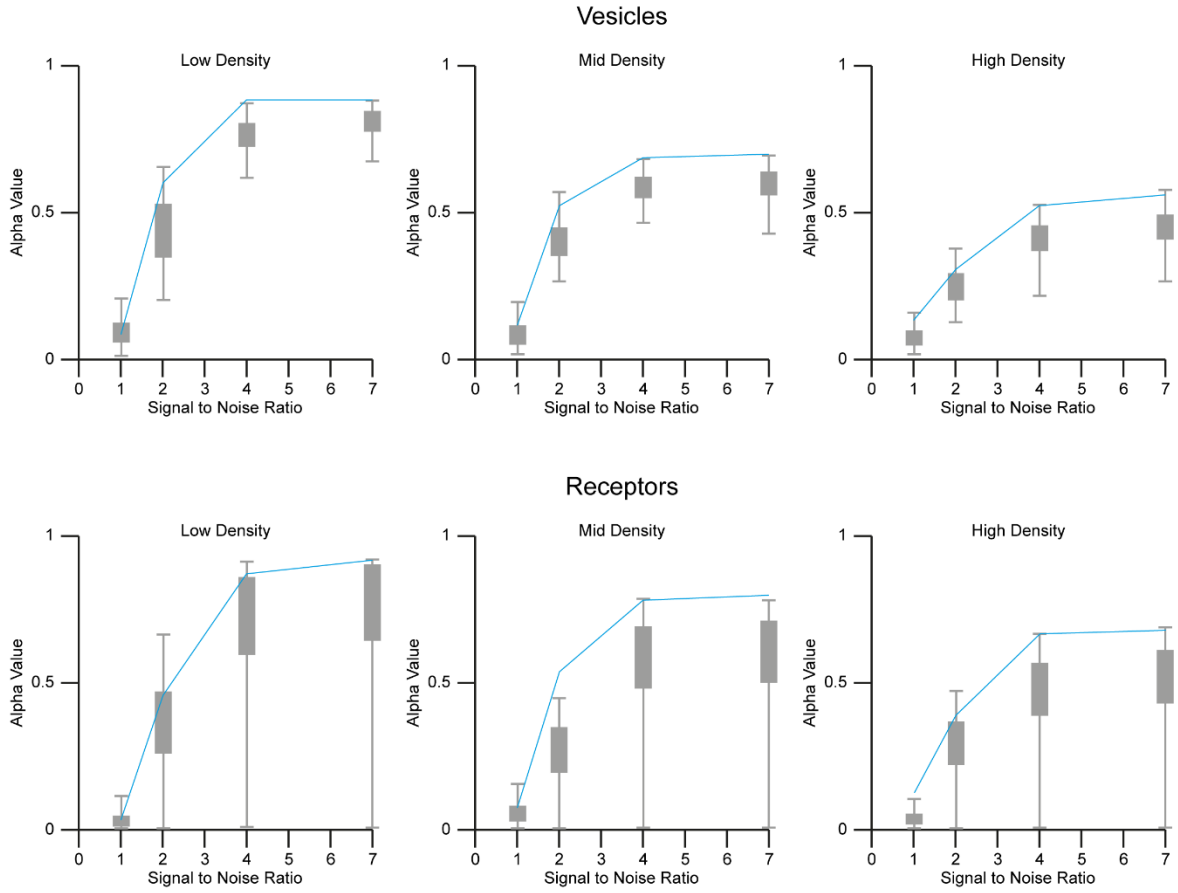 Vesicles
Low Density
Mid Density
High Density
1
1
1
Alpha Value
Alpha Value
Alpha Value
0.5
0.5
0.5
0
0
0
0 1 2 3 4 5 6 7
0 1 2 3 4 5 6 7
0 1 2 3 4 5 6 7
Signal to Noise Ratio
Signal to Noise Ratio
Signal to Noise Ratio
Receptors
Low Density
Mid Density
High Density
1
1
1
Alpha Value
Alpha Value
Alpha Value
0.5
0.5
0.5
0
0
0
0 1 2 3 4 5 6 7
0 1 2 3 4 5 6 7
0 1 2 3 4 5 6 7
Signal to Noise Ratio
Signal to Noise Ratio
Signal to Noise Ratio